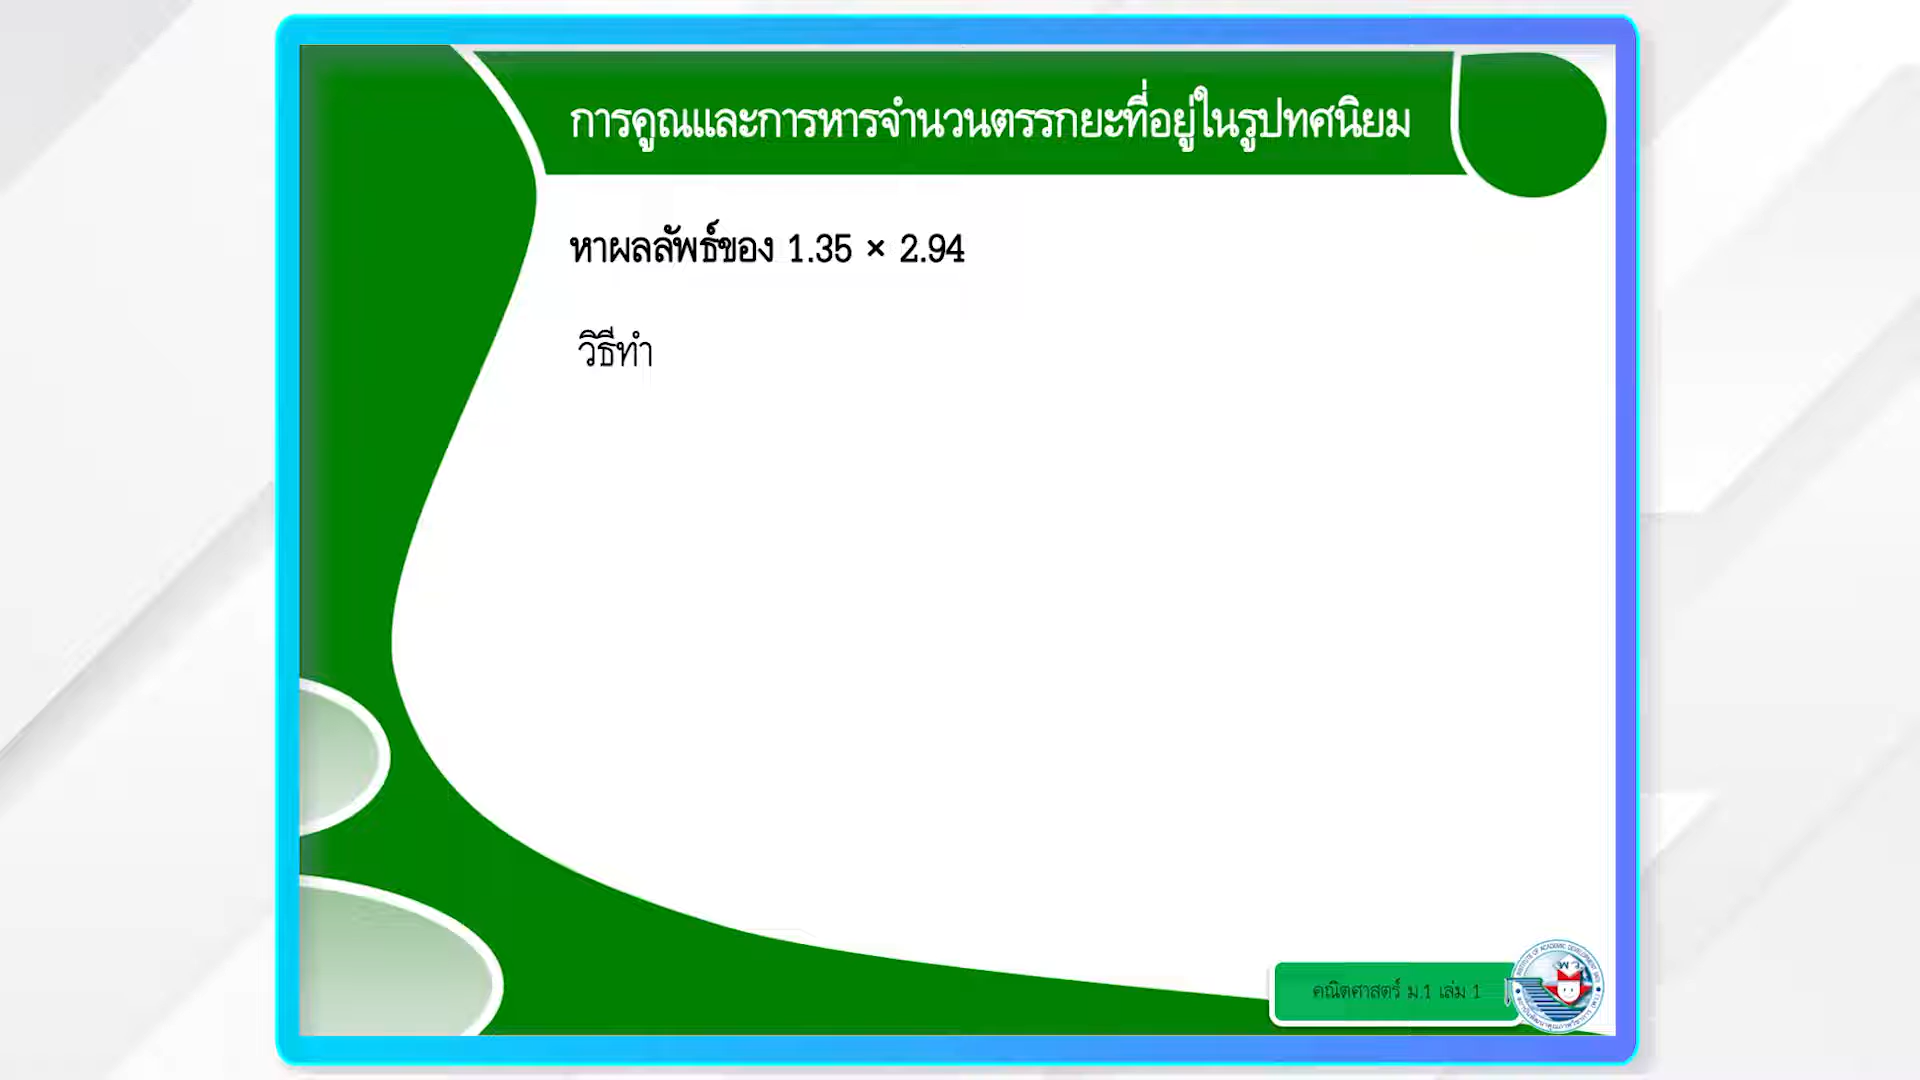 การคูณและการหารจำนวนตรรกยะที่อยู่ในรูปทศนิยม
หาผลลัพธ์ของ 1.35 × 2.94
วิธีทำ
คณิตศาสตร์ ม.1 เล่ม 1
พว